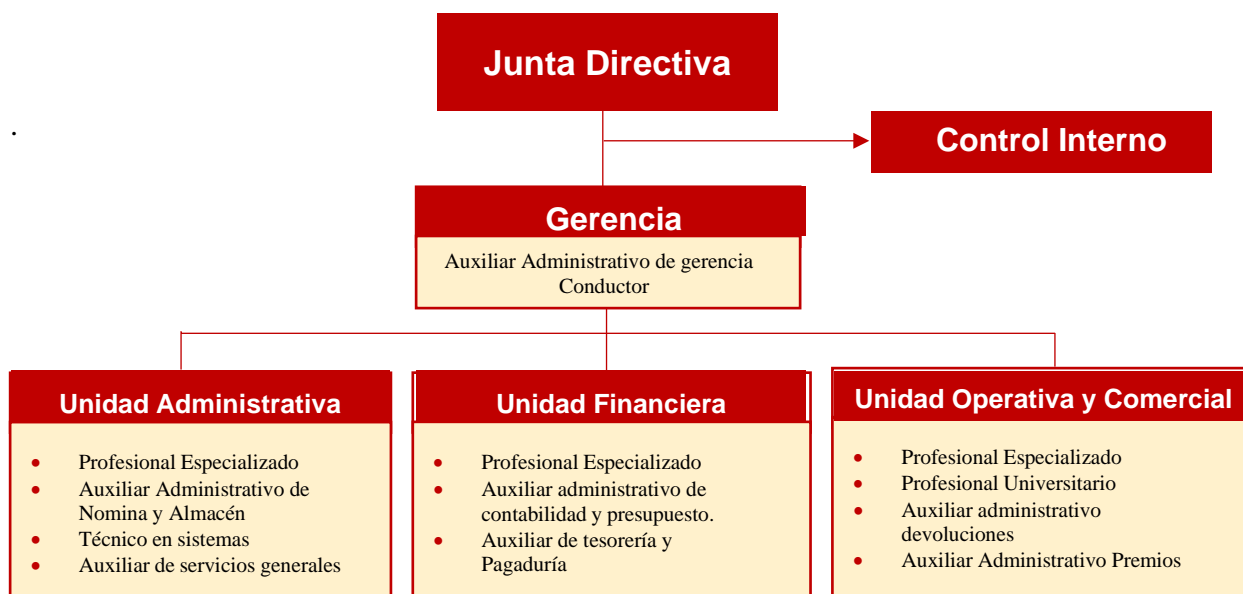 Junta Directiva
.
Control Interno
Gerencia
Auxiliar Administrativo de gerencia
Conductor
Unidad Administrativa
• Profesional Especializado
• Auxiliar Administrativo de
Nomina y Almacén
• Técnico en sistemas
• Auxiliar de servicios generales
Unidad Financiera
• Profesional Especializado
• Auxiliar administrativo de
contabilidad y presupuesto.
• Auxiliar de tesorería y
Pagaduría
Unidad Operativa y Comercial
• Profesional Especializado
• Profesional Universitario
• Auxiliar administrativo
devoluciones
• Auxiliar Administrativo Premios